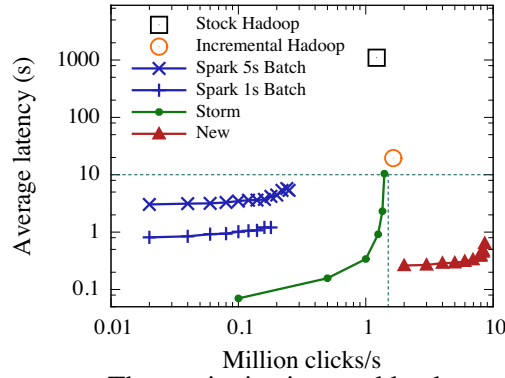 Stock Hadoop
Incremental Hadoop
Spark 5s Batch
Spark 1s Batch
Storm
New
Average latency (s)
1000
100
10
1
0.1
0.01 0.1 1 10
Million clicks/s